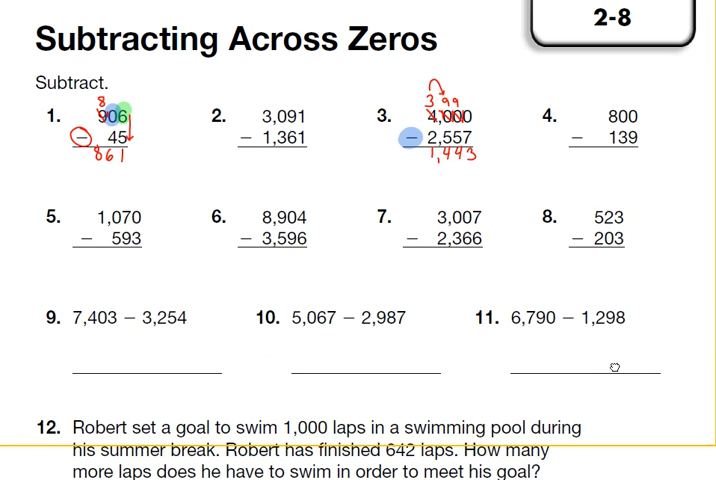 2-8
Subtracting Across Zeros
Subtract.
8
3 9 9
1. 906 2. 3,091 3. 4,000 4. 800
− 45 − 1,361 − 2,557 − 139
861 1,443
5. 1,070 6. 8,904 7. 3,007 8. 523
− 593 − 3,596 − 2,366 − 203
9. 7,403 − 3,254 10. 5,067 − 2,987 11. 6,790 − 1,298
12. Robert set a goal to swim 1,000 laps in a swimming pool during
his summer break. Robert has finished 642 laps. How many
more laps does he have to swim in order to meet his goal?